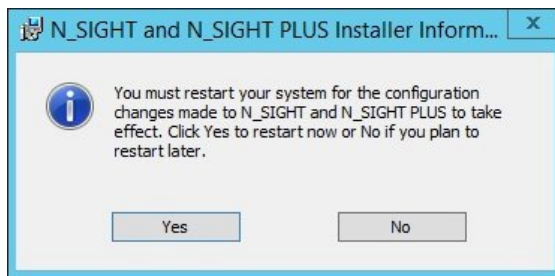 N_SIGHT and N_SIGHT PLUS Installer Inform...
x
You must restart your system for the configuration
changes made to N_SIGHT and N_SIGHT PLUS to take
effect. Click Yes to restart now or No if you plan to
restart later.
Yes
No